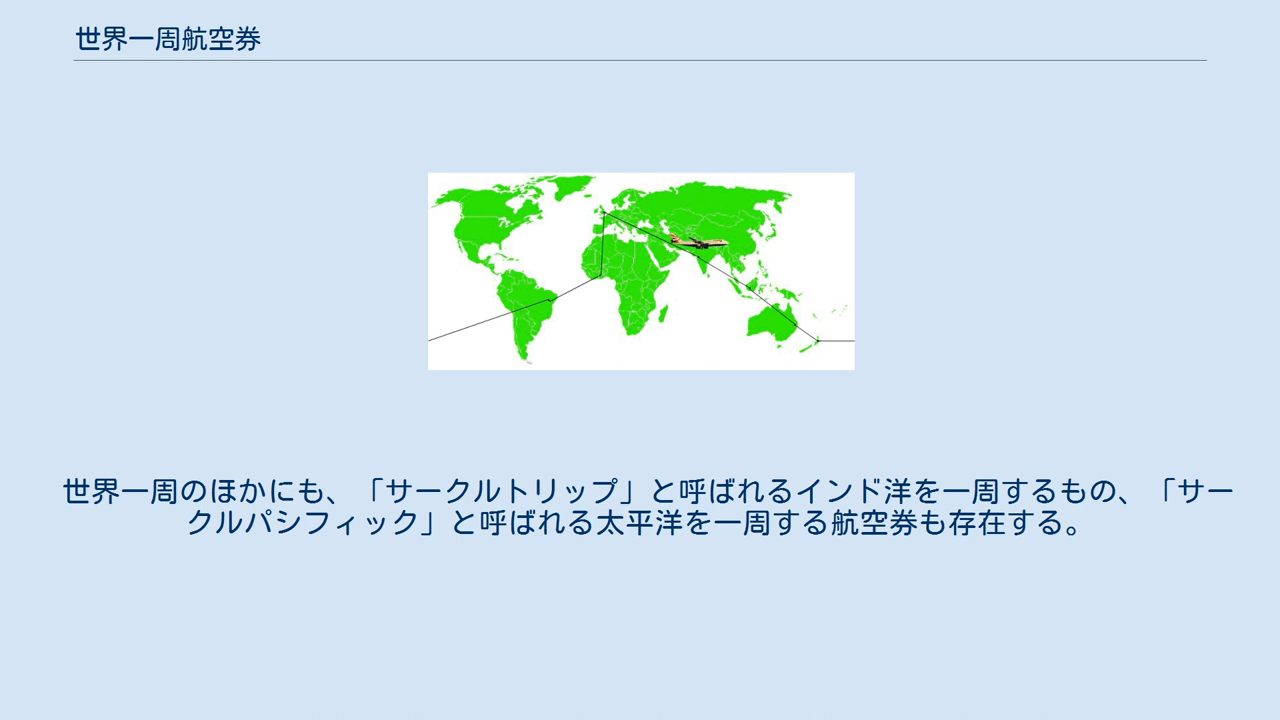 世界一周航空券
世界一周のほかにも、「サークルトリップ」と呼ばれるインド洋を一周するもの、「サー
クルパシフィック」と呼ばれる太平洋を一周する航空券も存在する。